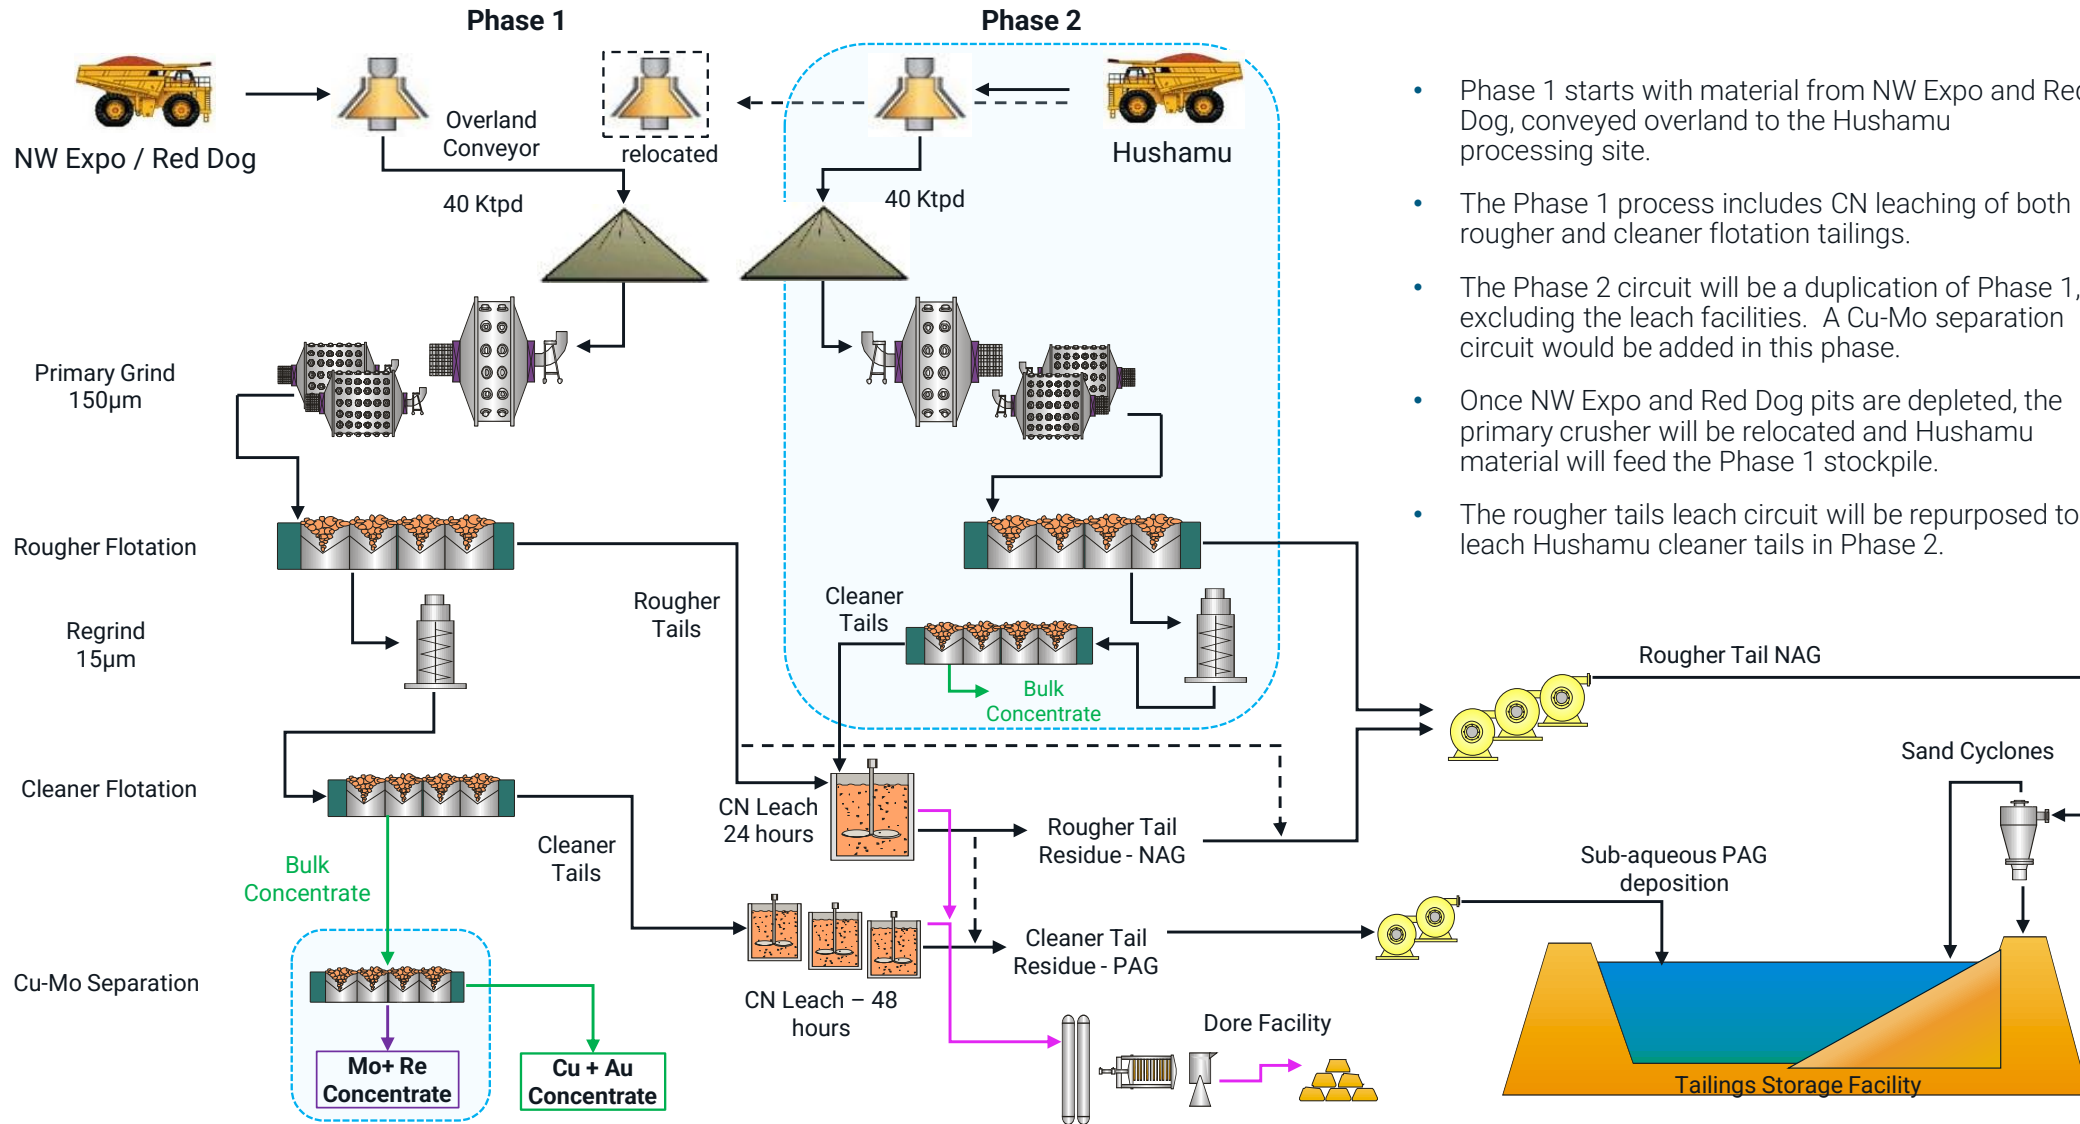 Phase 1
Phase 2
NW Expo / Red Dog
Overland
Conveyor
relocated
Hushamu
40 Ktpd
40 Ktpd
Primary Grind
150µm
Rougher Flotation
Rougher
Tails
Cleaner
Tails
Regrind
15µm
Bulk
Concentrate
Cleaner Flotation
CN Leach
24 hours
Rougher Tail
Residue - NAG
Bulk
Concentrate
Cleaner
Tails
Cleaner Tail
Residue - PAG
Cu-Mo Separation
CN Leach – 48
hours
Dore Facility
Mo+ Re
Concentrate
Cu + Au
Concentrate
• Phase 1 starts with material from NW Expo and Red
Dog, conveyed overland to the Hushamu
processing site.
• The Phase 1 process includes CN leaching of both
rougher and cleaner flotation tailings.
• The Phase 2 circuit will be a duplication of Phase 1,
excluding the leach facilities. A Cu-Mo separation
circuit would be added in this phase.
• Once NW Expo and Red Dog pits are depleted, the
primary crusher will be relocated and Hushamu
material will feed the Phase 1 stockpile.
• The rougher tails leach circuit will be repurposed to
leach Hushamu cleaner tails in Phase 2.
Rougher Tail NAG
Sand Cyclones
Sub-aqueous PAG
deposition
Tailings Storage Facility